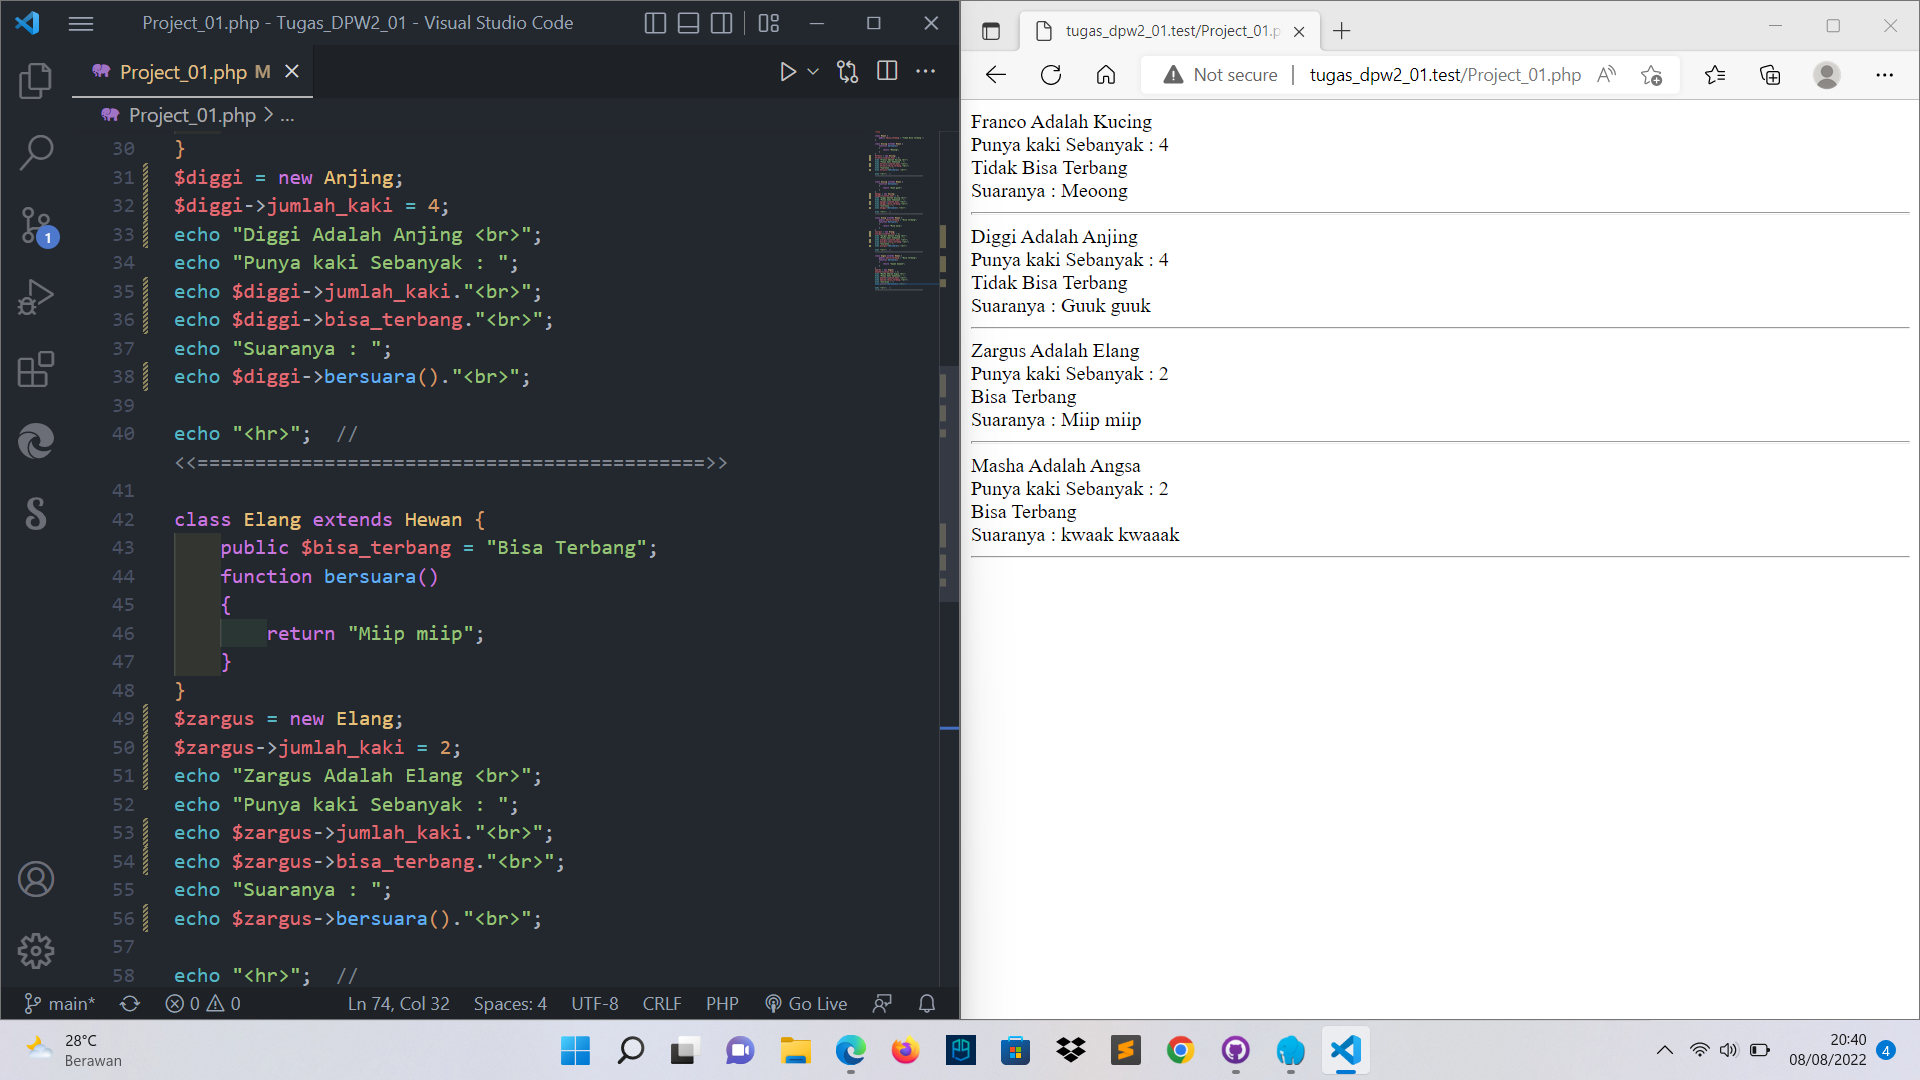 Project_01.php - Tugas_DPW2_01 - Visual Studio Code
Project_01.php M
Project_01.php > ...
30 }
31 $diggi = new Anjing;
32 $diggi->jumlah_kaki = 4;
33 echo "Diggi Adalah Anjing <br>";
34 echo "Punya kaki Sebanyak : ";
35 echo $diggi->jumlah_kaki."<br>";
36 echo $diggi->bisa_terbang."<br>";
37 echo "Suaranya : ";
38 echo $diggi->bersuara()."<br>";
39
40 echo "<hr>";  //
<<============================================>>
41
42 class Elang extends Hewan {
43     public $bisa_terbang = "Bisa Terbang";
44     function bersuara()
45     {
46         return "Miip miip";
47     }
48 }
49 $zargus = new Elang;
50 $zargus->jumlah_kaki = 2;
51 echo "Zargus Adalah Elang <br>";
52 echo "Punya kaki Sebanyak : ";
53 echo $zargus->jumlah_kaki."<br>";
54 echo $zargus->bisa_terbang."<br>";
55 echo "Suaranya : ";
56 echo $zargus->bersuara()."<br>";
57
58 echo "<hr>";  //
1
main* 0 0 Ln 74, Col 32 Spaces: 4 UTF-8 CRLF PHP Go Live
tugas_dpw2_01.test/Project_01.p
Not secure | tugas_dpw2_01.test/Project_01.php
Franco Adalah Kucing
Punya kaki Sebanyak : 4
Tidak Bisa Terbang
Suaranya : Meoong
Diggi Adalah Anjing
Punya kaki Sebanyak : 4
Tidak Bisa Terbang
Suaranya : Guuk guuk
Zargus Adalah Elang
Punya kaki Sebanyak : 2
Bisa Terbang
Suaranya : Miip miip
Masha Adalah Angsa
Punya kaki Sebanyak : 2
Bisa Terbang
Suaranya : kwaak kwaaak
28°C
Berawan
20:40
08/08/2022
4